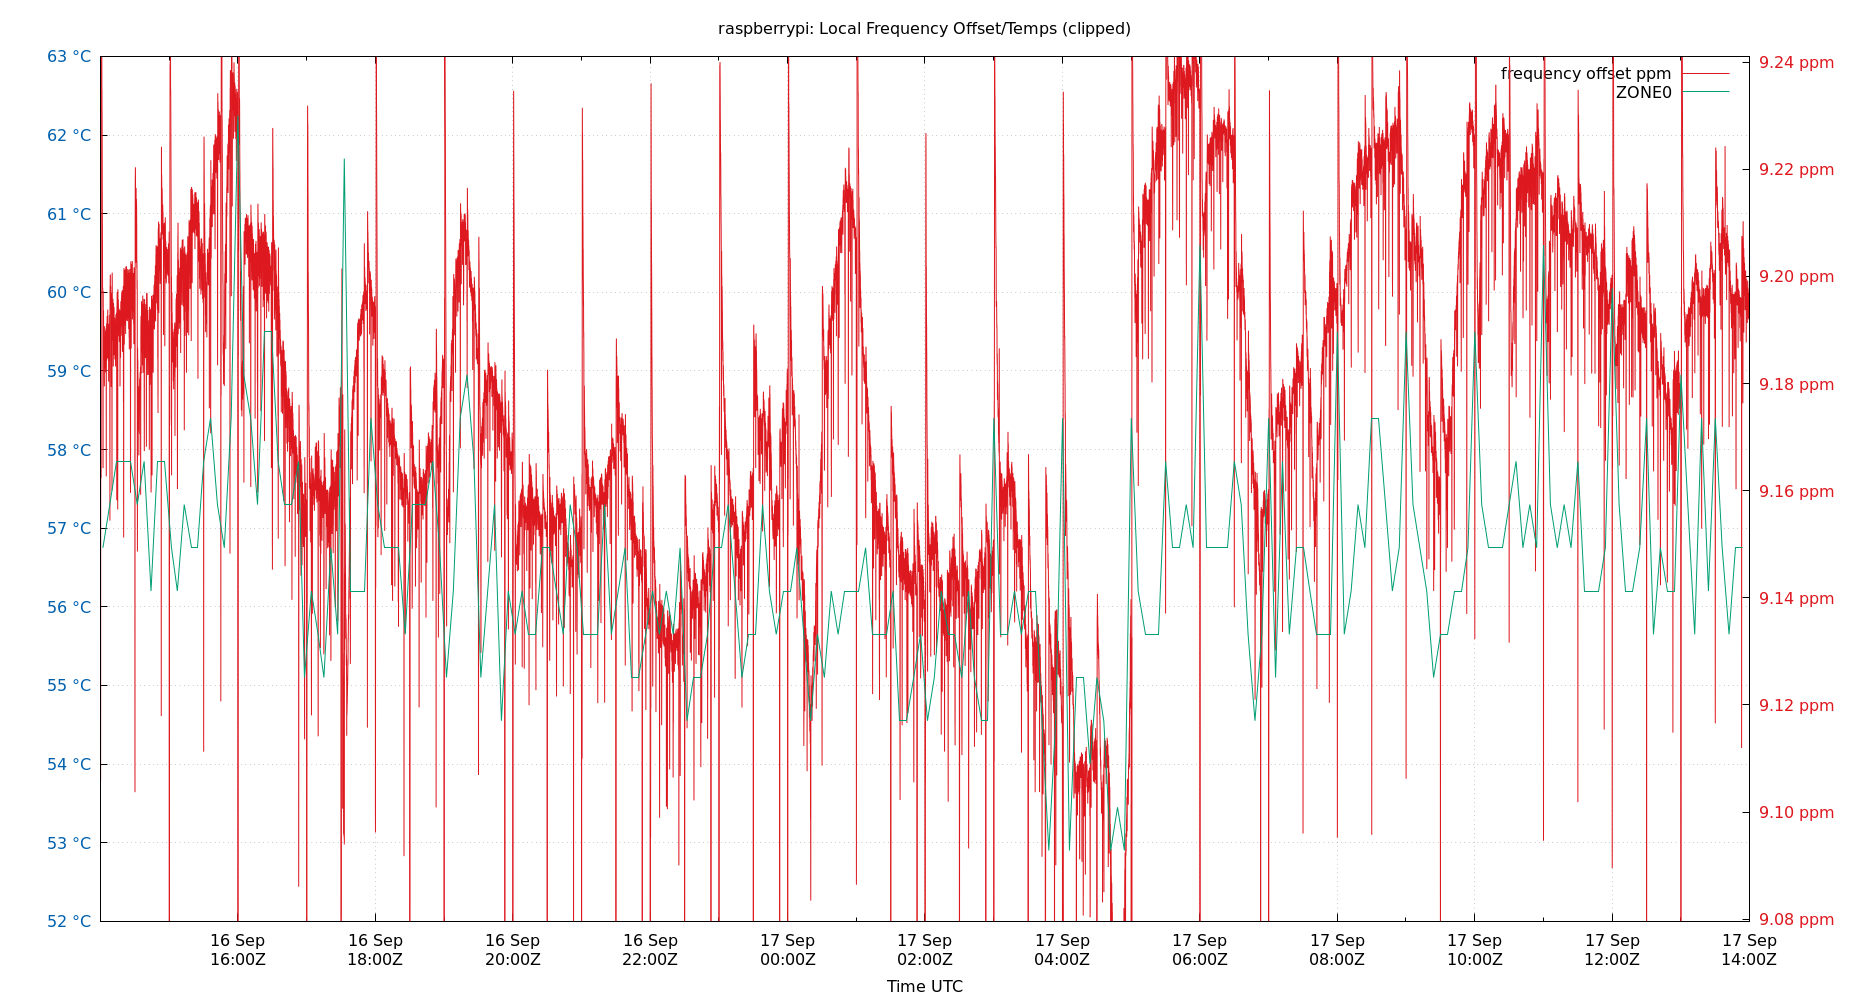 raspberrypi: Local Frequency Offset/Temps (clipped)
63 °C
62 °C
61 °C
60 °C
59 °C
58 °C
57 °C
56 °C
55 °C
54 °C
53 °C
52 °C
frequency offset ppm
ZONE0
9.24 ppm
9.22 ppm
9.20 ppm
9.18 ppm
9.16 ppm
9.14 ppm
9.12 ppm
9.10 ppm
9.08 ppm
16 Sep
16:00Z
16 Sep
18:00Z
16 Sep
20:00Z
16 Sep
22:00Z
17 Sep
00:00Z
17 Sep
02:00Z
17 Sep
04:00Z
17 Sep
06:00Z
17 Sep
08:00Z
17 Sep
10:00Z
17 Sep
12:00Z
17 Sep
14:00Z
Time UTC